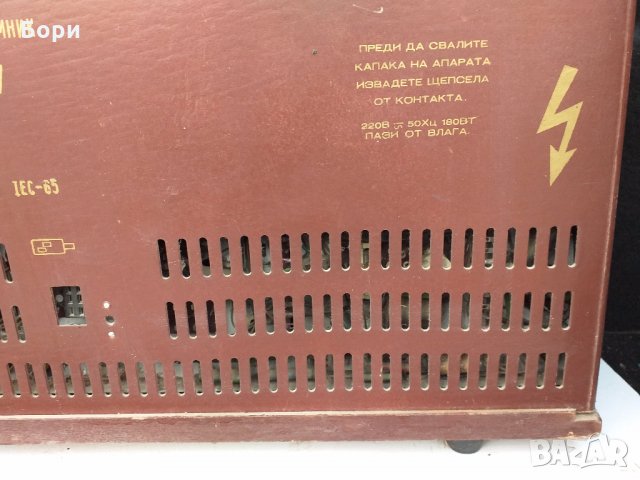 Бори
ПРЕДИ ДА СВАЛИТЕ
КАПАКА НА АПАРАТА
ИЗВАДЕТЕ ЩЕПСЕЛА
ОТ КОНТАКТА.
220В 50Хц 180ВТ
ПАЗИ ОТ ВЛАГА.
IEC-65
BAZAR